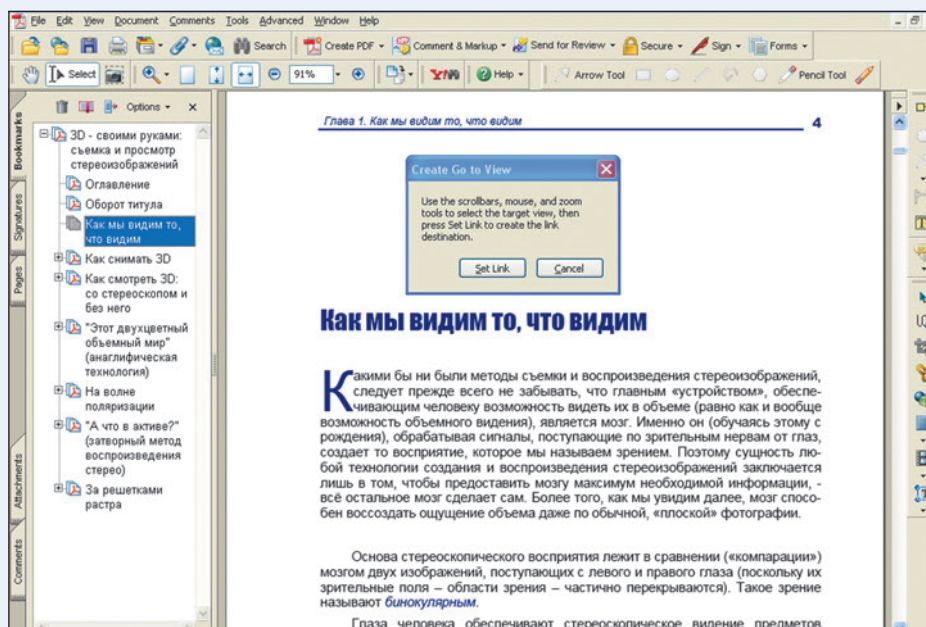 File Edit View Document Comments Tools Advanced Window Help
Search Create PDF Comment & Markup Send for Review Secure Sign Forms
Select 91% Y!MB Help Arrow Tool Pencil Tool
Options
Bookmarks
Signatures
Pages
Attachments
Comments
3D - своими руками:
съемка и просмотр
стереоизображений
Оглавление
Оборот титула
Как мы видим то,
что видим
Как снимать 3D
Как смотреть 3D:
со стереоскопом и
без него
"Этот двухцветный
объемный мир"
(анаглифическая
технология)
На волне
поляризации
"А что в активе?"
(затворный метод
воспроизведения
стерео)
За решетками
растра
Глава 1. Как мы видим то, что видим 4
Create Go to View
Use the scrollbars, mouse, and zoom
tools to select the target view, then
press Set Link to create the link
destination.
Set Link Cancel
Как мы видим то, что видим
Какими бы ни были методы съемки и воспроизведения стереоизображений,
следует прежде всего не забывать, что главным «устройством», обеспе-
чивающим человеку возможность видеть их в объеме (равно как и вообще
возможность объемного видения), является мозг. Именно он (обучаясь этому с
рождения), обрабатывая сигналы, поступающие по зрительным нервам от глаз,
создает то восприятие, которое мы называем зрением. Поэтому сущность лю-
бой технологии создания и воспроизведения стереоизображений заключается
лишь в том, чтобы предоставить мозгу максимум необходимой информации, -
всё остальное мозг сделает сам. Более того, как мы увидим далее, мозг спосо-
бен воссоздать ощущение объема даже по обычной, «плоской» фотографии.
Основа стереоскопического восприятия лежит в сравнении («компарации»)
мозгом двух изображений, поступающих с левого и правого глаза (поскольку их
зрительные поля – области зрения – частично перекрываются). Такое зрение
называют бинокулярным.
Глаза человека обеспечивают стереоскопическое видение предметов